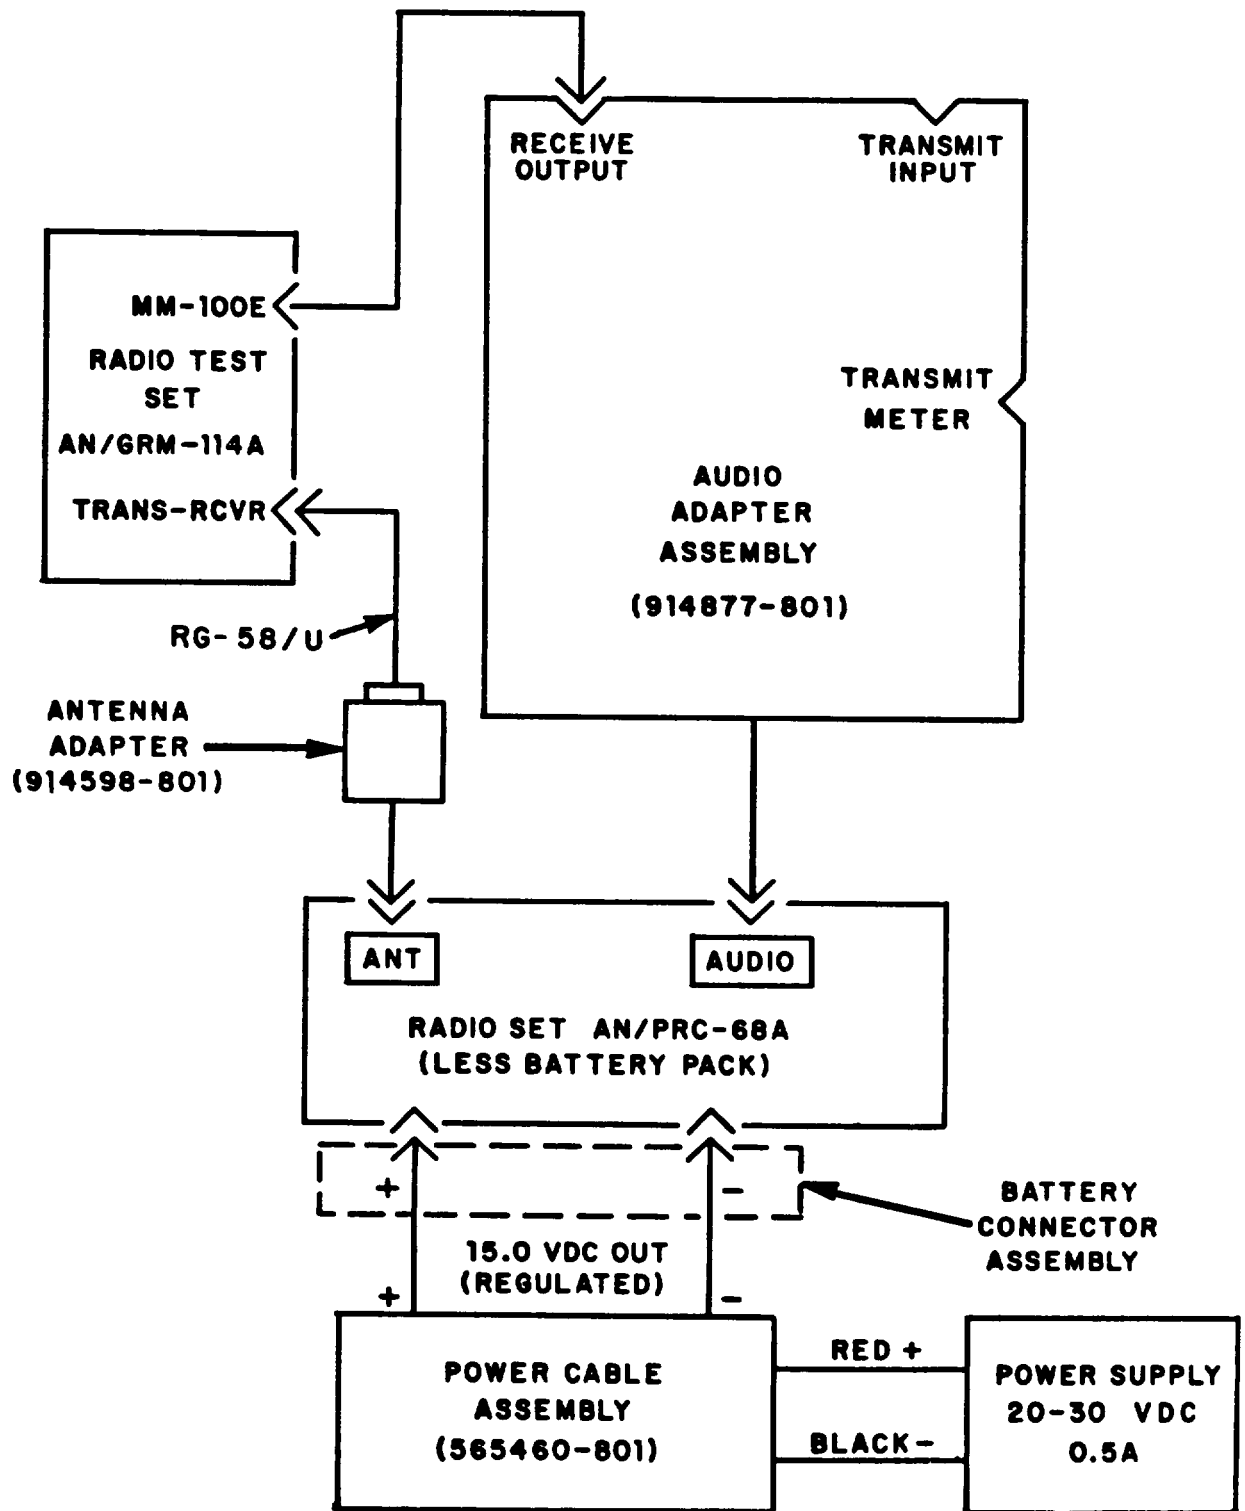 RECEIVE
OUTPUT
TRANSMIT
INPUT
MM-100E
RADIO TEST
SET
AN/GRM-114A
TRANS-RCVR
TRANSMIT
METER
AUDIO
ADAPTER
ASSEMBLY
(914877-801)
RG-58/U
ANTENNA
ADAPTER
(914598-801)
ANT
AUDIO
RADIO SET AN/PRC-68A
(LESS BATTERY PACK)
+
-
BATTERY
CONNECTOR
ASSEMBLY
15.0 VDC OUT
(REGULATED)
+
-
POWER CABLE
ASSEMBLY
(565460-801)
RED +
BLACK -
POWER SUPPLY
20-30 VDC
0.5A